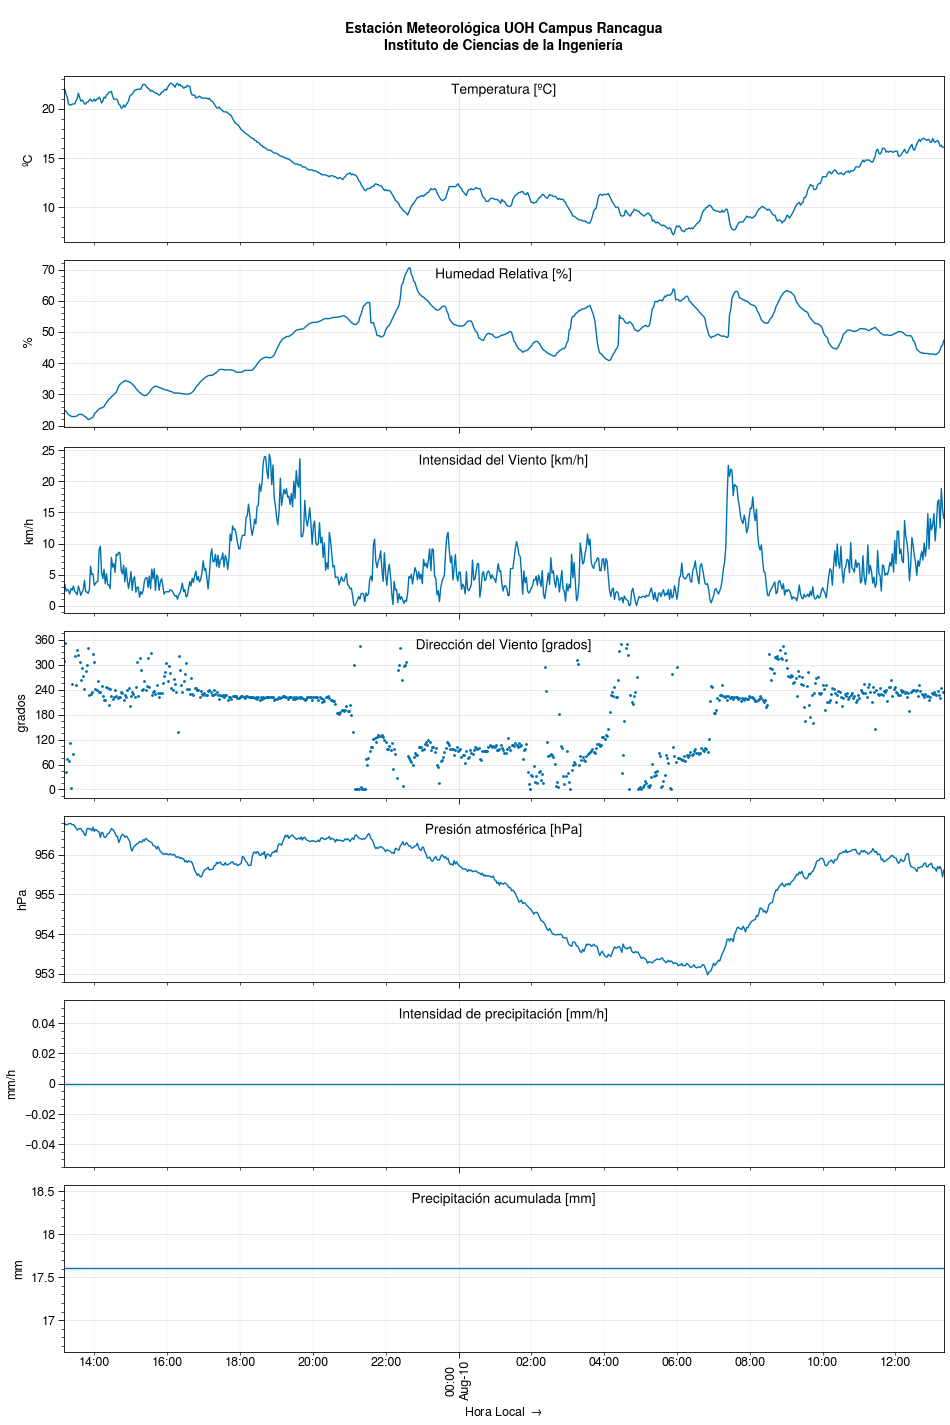 Estación Meteorológica UOH Campus Rancagua
Instituto de Ciencias de la Ingeniería
Temperatura [ºC]
20
15
10
ºC
Humedad Relativa [%]
70
60
50
40
30
20
%
Intensidad del Viento [km/h]
25
20
15
10
5
0
km/h
Dirección del Viento [grados]
360
300
240
180
120
60
0
grados
Presión atmosférica [hPa]
956
955
954
953
hPa
Intensidad de precipitación [mm/h]
0.04
0.02
0
−0.02
−0.04
mm/h
Precipitación acumulada [mm]
18.5
18
17.5
17
mm
14:00 16:00 18:00 20:00 22:00 00:00 02:00 04:00 06:00 08:00 10:00 12:00
Aug-10
Hora Local →